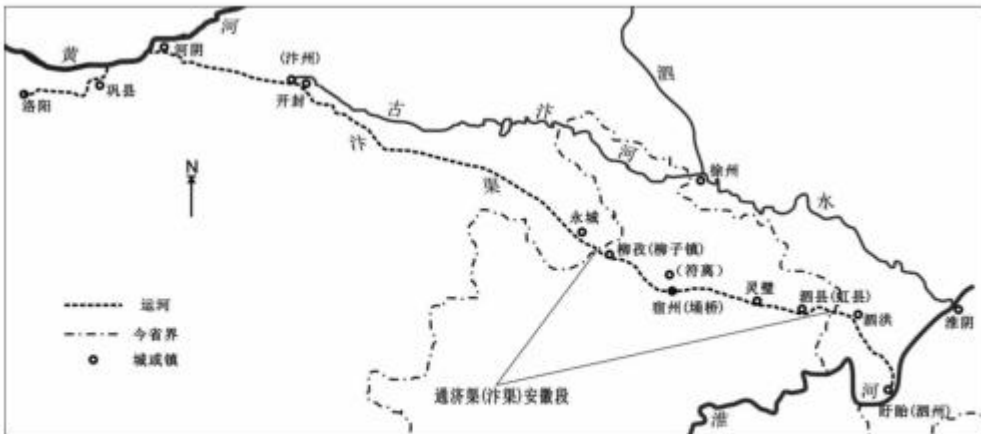 黄
河
河阴
洛阳
巩县
(汴州)
开封
古
汴
河
泗
水
徐州
汴
渠
永城
柳孜(柳子镇)
(符离)
宿州(埇桥)
灵璧
泗县(虹县)
泗洪
淮阴
N
运河
今省界
城或镇
通济渠(汴渠)安徽段
淮
河
盱眙(泗州)